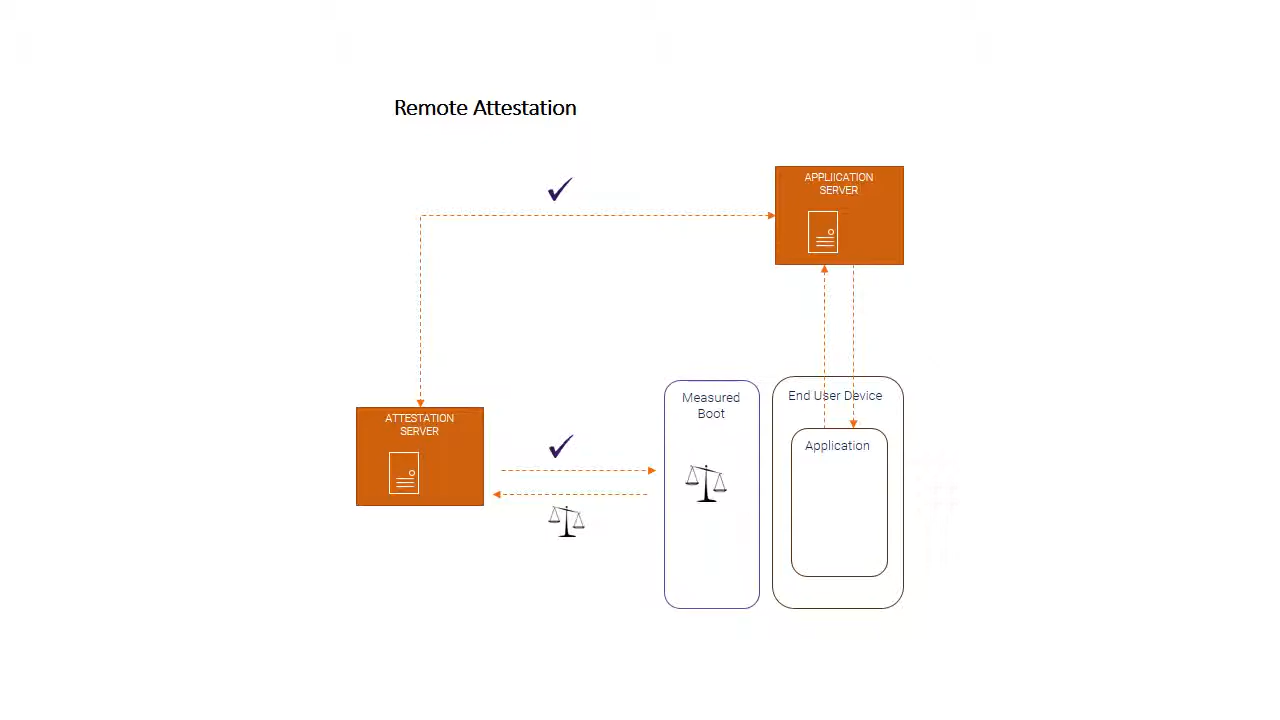 Remote Attestation
APPLIICATION
SERVER
End User Device
Measured
Boot
ATTESTATION
SERVER
Application